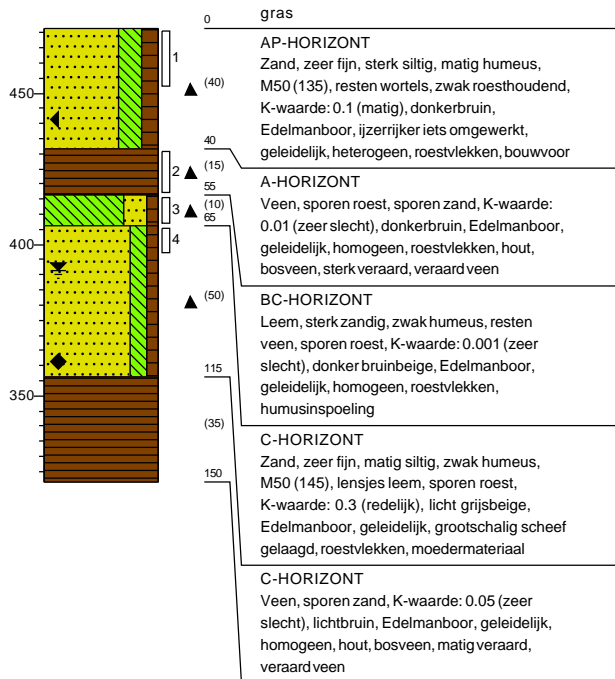 0 gras
AP-HORIZONT
Zand, zeer fijn, sterk siltig, matig humeus,
M50 (135), resten wortels, zwak roesthoudend,
K-waarde: 0.1 (matig), donkerbruin,
Edelmanboor, ijzerrijker iets omgewerkt,
geleidelijk, heterogeen, roestvlekken, bouwvoor
A-HORIZONT
Veen, sporen roest, sporen zand, K-waarde:
0.01 (zeer slecht), donkerbruin, Edelmanboor,
geleidelijk, homogeen, roestvlekken, hout,
bosveen, sterk veraard, veraard veen
BC-HORIZONT
Leem, sterk zandig, zwak humeus, resten
veen, sporen roest, K-waarde: 0.001 (zeer
slecht), donker bruinbeige, Edelmanboor,
geleidelijk, homogeen, roestvlekken,
humusinspoeling
C-HORIZONT
Zand, zeer fijn, matig siltig, zwak humeus,
M50 (145), lensjes leem, sporen roest,
K-waarde: 0.3 (redelijk), licht grijsbeige,
Edelmanboor, geleidelijk, grootschalig scheef
gelaagd, roestvlekken, moedermateriaal
C-HORIZONT
Veen, sporen zand, K-waarde: 0.05 (zeer
slecht), lichtbruin, Edelmanboor, geleidelijk,
homogeen, hout, bosveen, matig veraard,
veraard veen
450
400
350
1
2
3
4
(40)
40
(15)
55
(10)
65
(50)
115
(35)
150